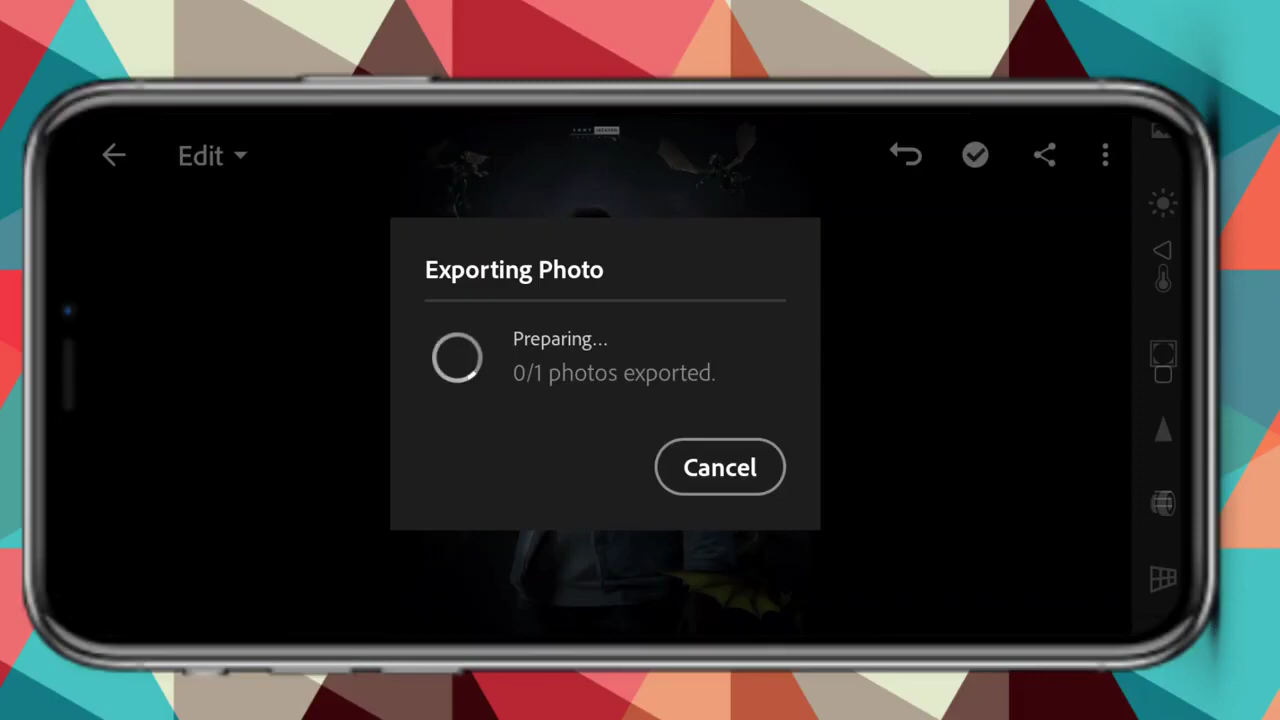 Edit
Exporting Photo
Preparing...
0/1 photos exported.
Cancel